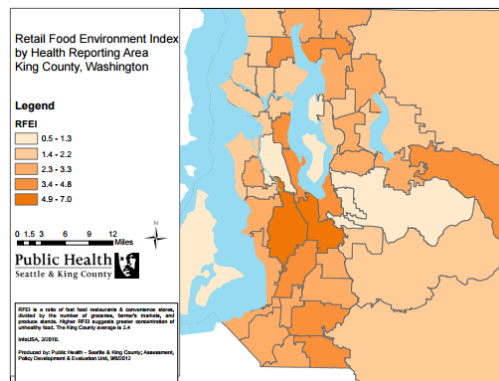 Retail Food Environment Index
by Health Reporting Area
King County, Washington
Legend
RFEI
0.5 - 1.3
1.4 - 2.2
2.3 - 3.3
3.4 - 4.8
4.9 - 7.0
N
0 1.5 3 6 9 12
Miles
Public Health
Seattle & King County
RFEI is a ratio of fast food restaurants & convenience stores,
divided by the number of groceries, farmer's markets, and
produce stands. Higher RFEI suggests greater concentration of
unhealthy food. The King County average is 2.4
InfoUSA, 3/2010.
Produced by: Public Health - Seattle & King County; Assessment,
Policy Development & Evaluation Unit, 9/6/2012